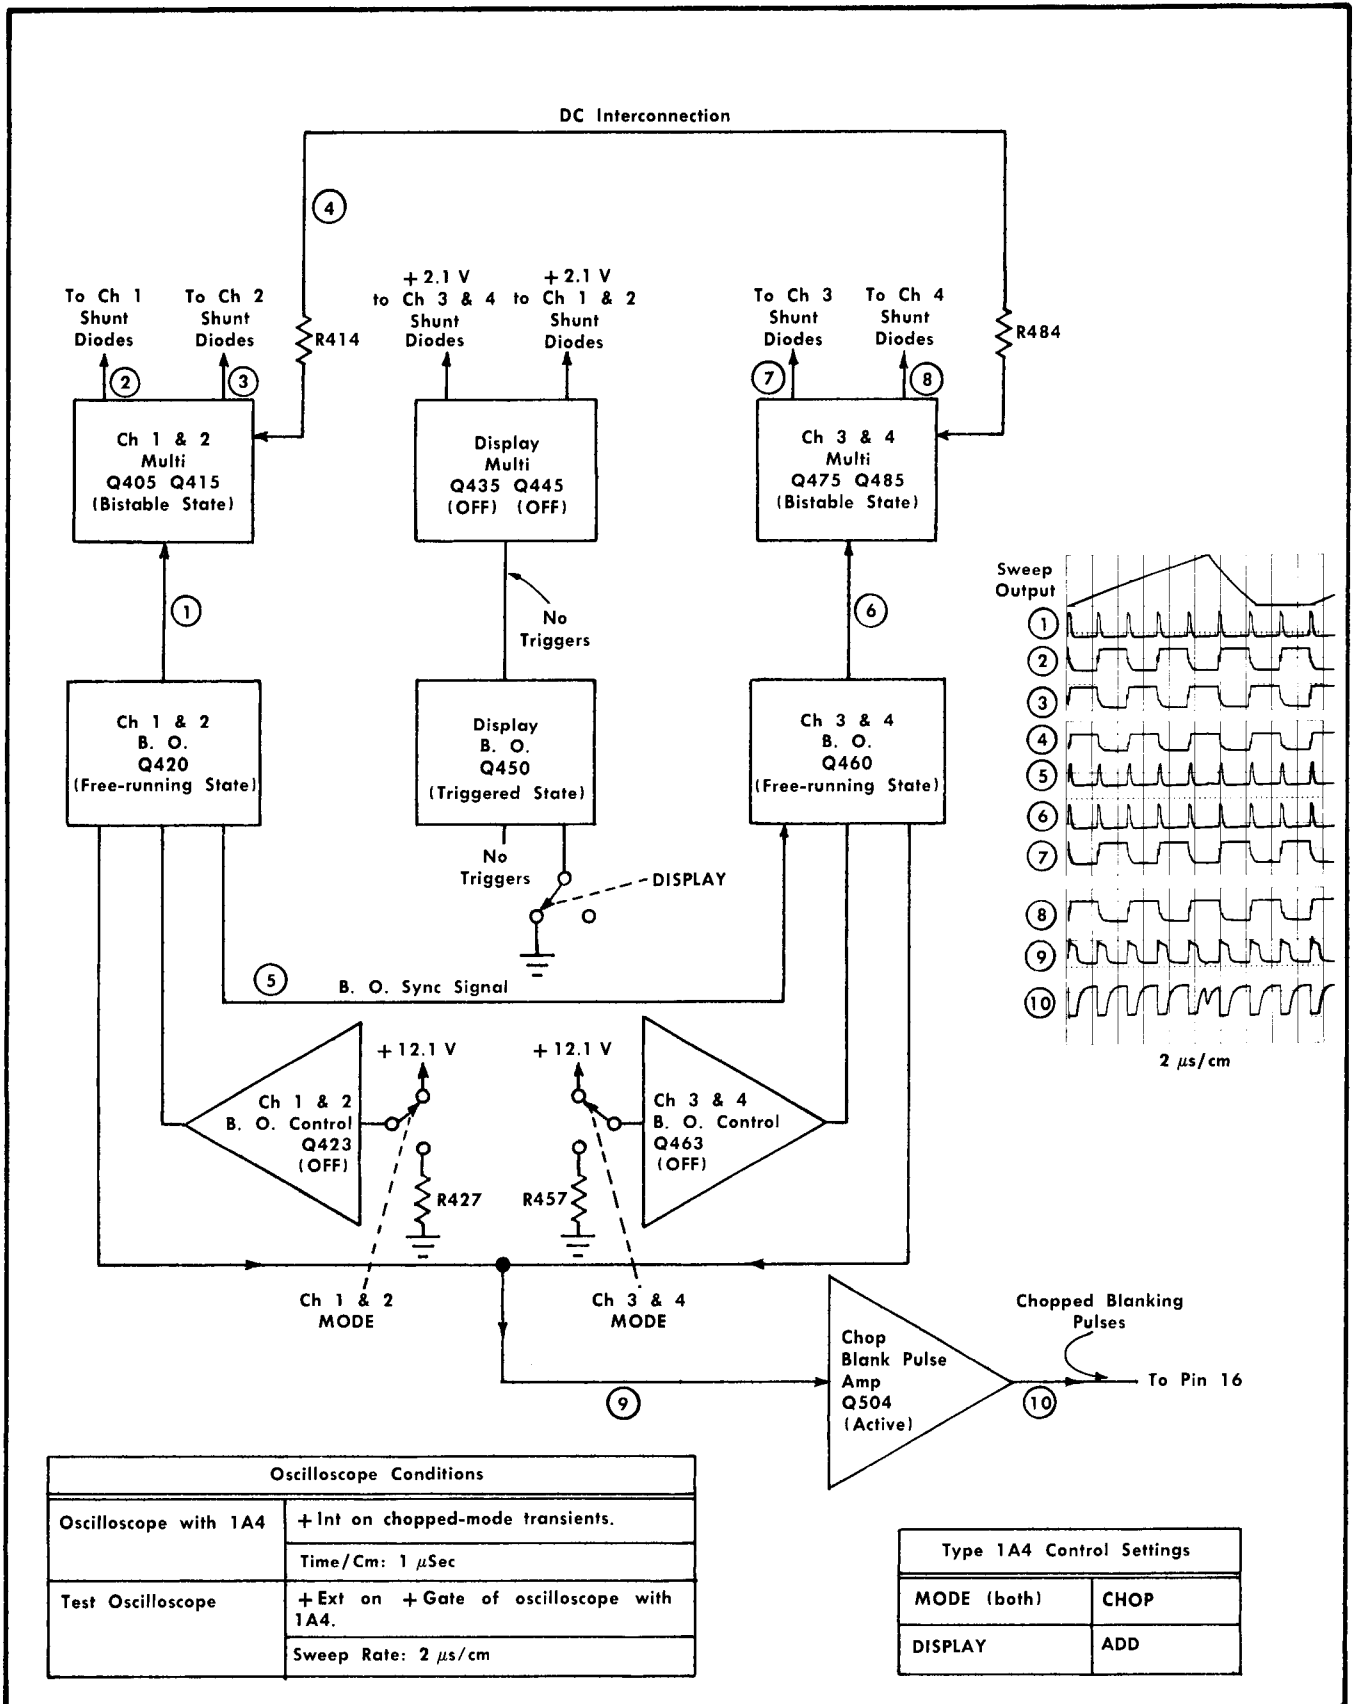 DC Interconnection
4
To Ch 1
Shunt
Diodes
To Ch 2
Shunt
Diodes
+ 2.1 V
to Ch 3 & 4
Shunt
Diodes
+ 2.1 V
to Ch 1 & 2
Shunt
Diodes
To Ch 3
Shunt
Diodes
To Ch 4
Shunt
Diodes
R414
R484
2
3
7
8
Ch 1 & 2
Multi
Q405 Q415
(Bistable State)
Display
Multi
Q435 Q445
(OFF) (OFF)
Ch 3 & 4
Multi
Q475 Q485
(Bistable State)
1
No
Triggers
6
Ch 1 & 2
B. O.
Q420
(Free-running State)
Display
B. O.
Q450
(Triggered State)
Ch 3 & 4
B. O.
Q460
(Free-running State)
No
Triggers
DISPLAY
5
B. O. Sync Signal
+ 12.1 V
+ 12.1 V
Ch 1 & 2
B. O. Control
Q423
(OFF)
Ch 3 & 4
B. O. Control
Q463
(OFF)
R427
R457
Ch 1 & 2
MODE
Ch 3 & 4
MODE
Sweep
Output
1
2
3
4
5
6
7
8
9
10
2 μs/cm
Chop
Blank Pulse
Amp
Q504
(Active)
Chopped Blanking
Pulses
To Pin 16
9
10
Oscilloscope Conditions
Oscilloscope with 1A4
+ Int on chopped-mode transients.
Time/Cm: 1 μSec
Test Oscilloscope
+ Ext on + Gate of oscilloscope with
1A4.
Sweep Rate: 2 μs/cm
Type 1A4 Control Settings
MODE (both)
CHOP
DISPLAY
ADD